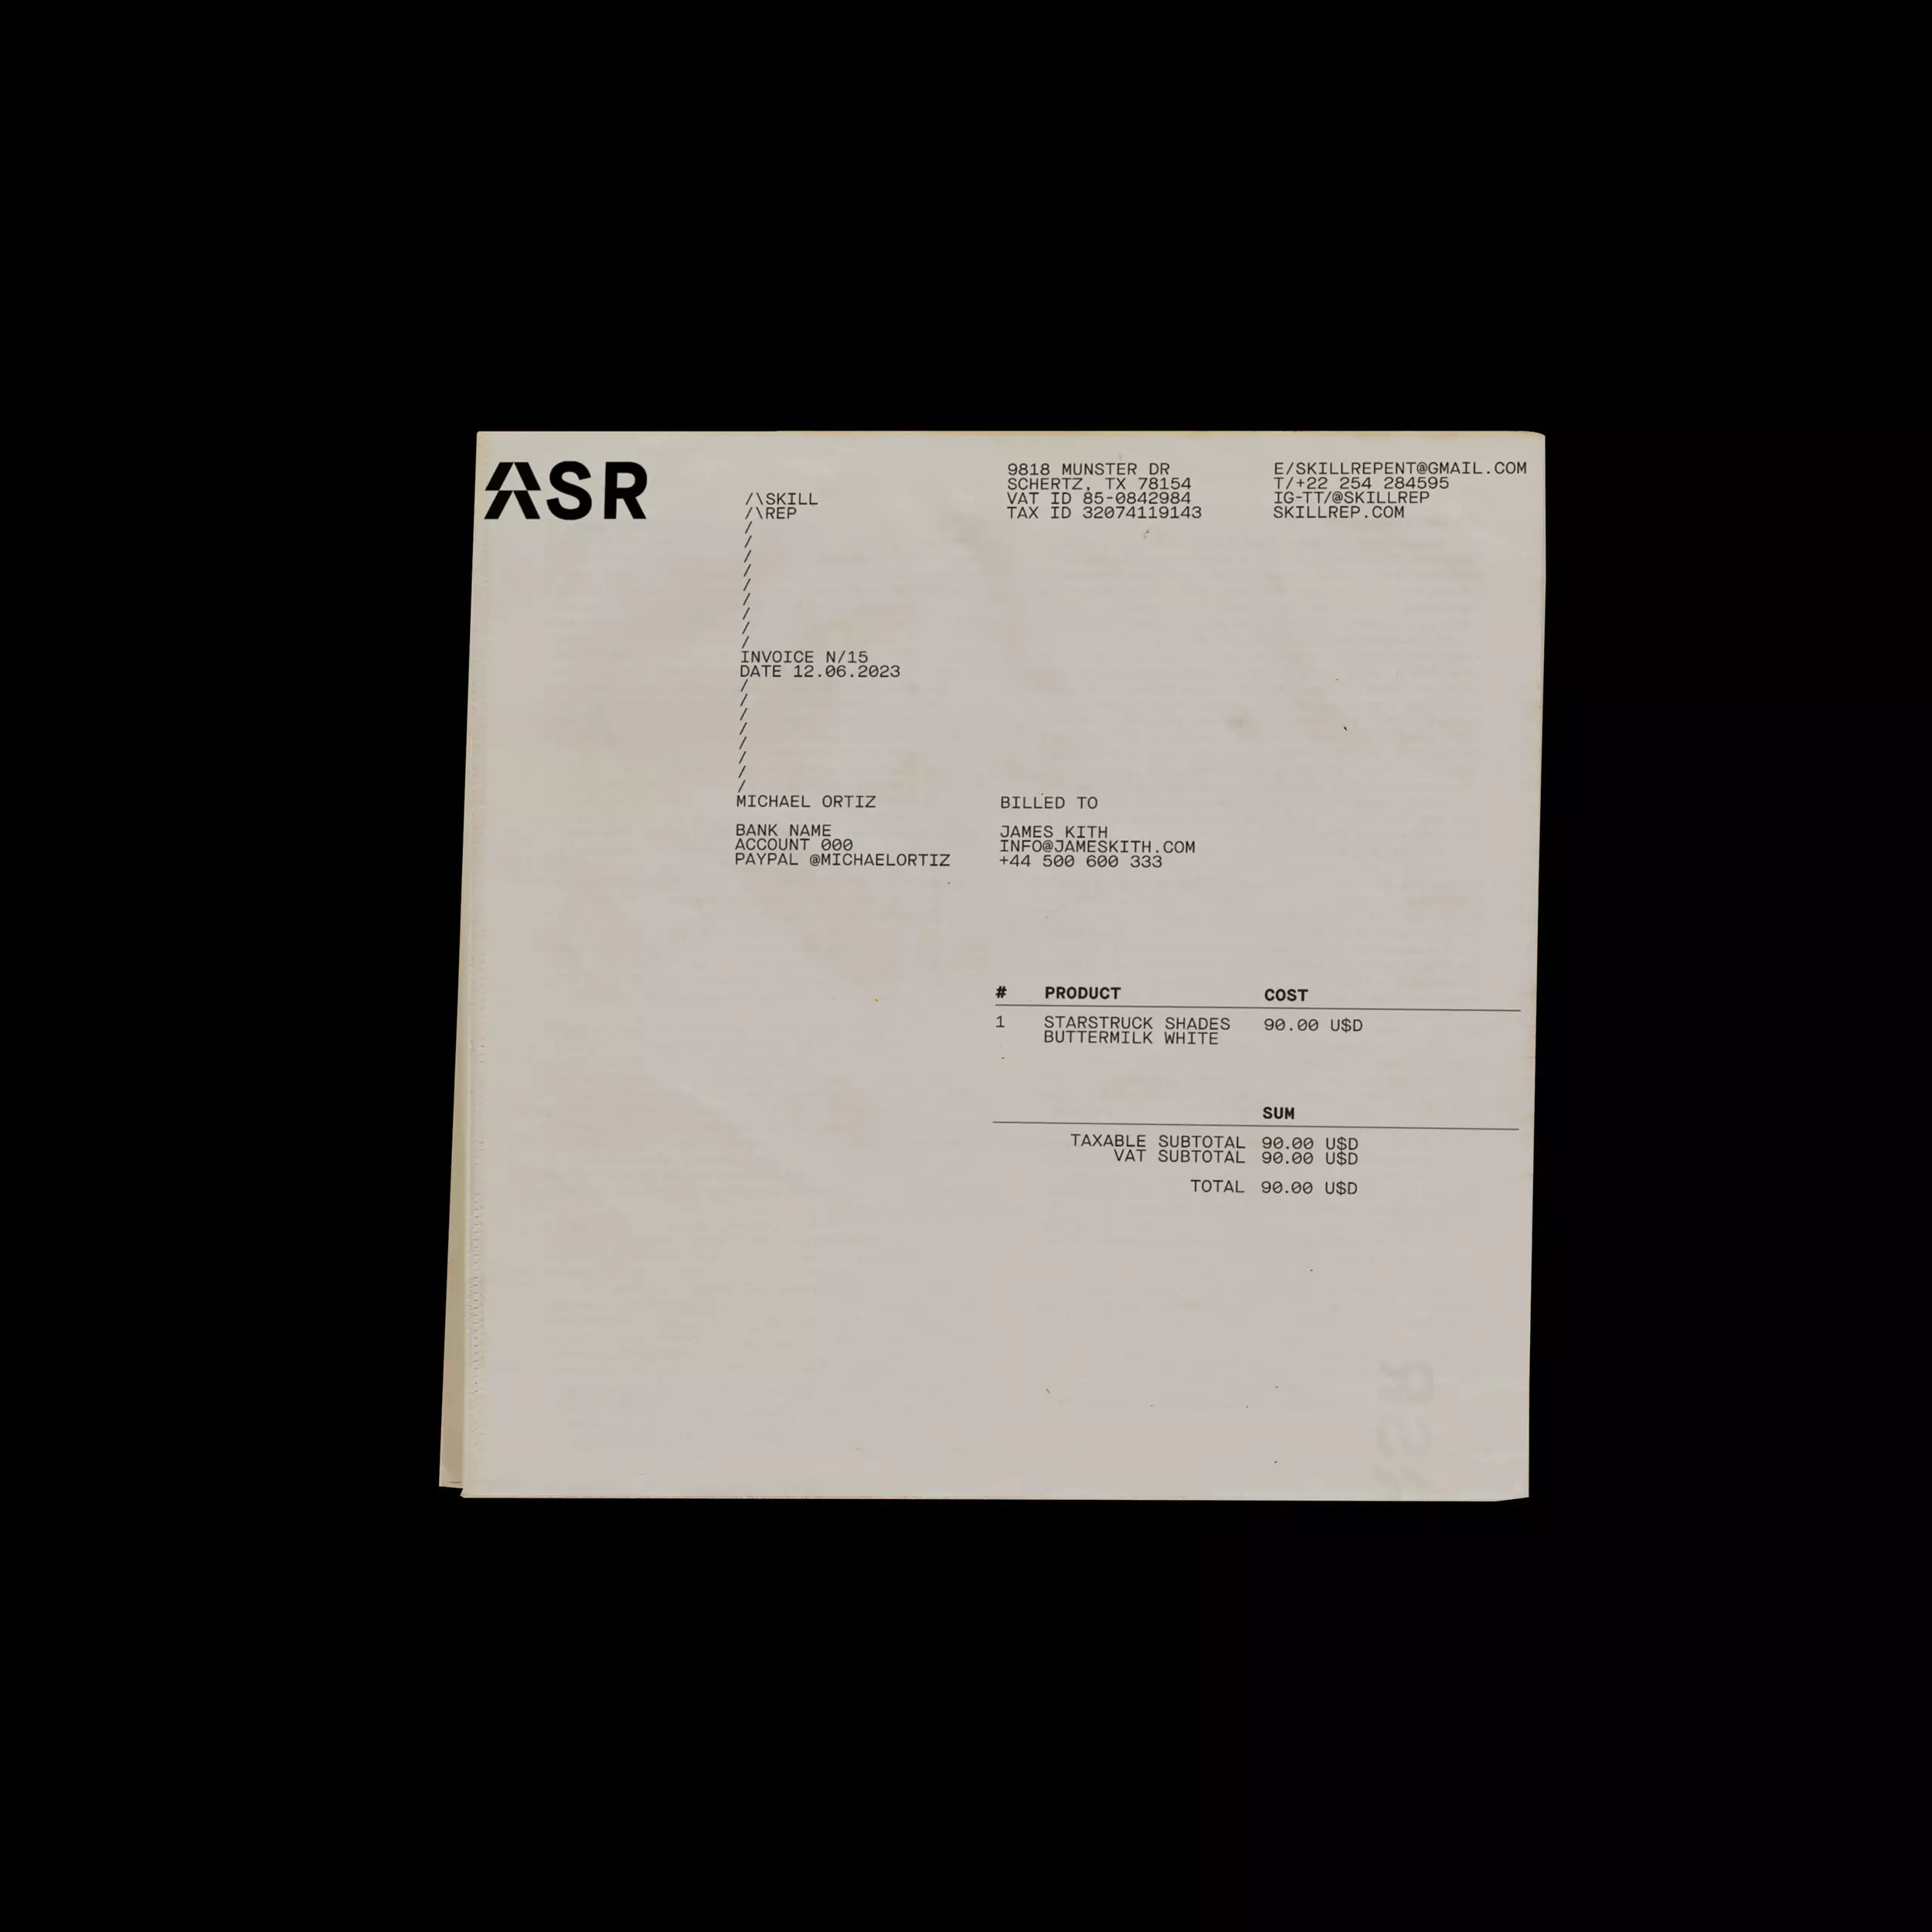 ASR
/\SKILL
/\REP
/
/
/
/
/
/
/
/
/
INVOICE N/15
DATE 12.06.2023
/
/
/
/
/
/
/
/
MICHAEL ORTIZ
BANK NAME
ACCOUNT 000
PAYPAL @MICHAELORTIZ
9818 MUNSTER DR
SCHERTZ, TX 78154
VAT ID 85-0842984
TAX ID 32074119143
E/SKILLREPENT@GMAIL.COM
T/+22 254 284595
IG-TT/@SKILLREP
SKILLREP.COM
BILLED TO
JAMES KITH
INFO@JAMESKITH.COM
+44 500 600 333
# PRODUCT COST
1 STARSTRUCK SHADES 90.00 U$D
BUTTERMILK WHITE
SUM
TAXABLE SUBTOTAL 90.00 U$D
VAT SUBTOTAL 90.00 U$D
TOTAL 90.00 U$D
ASR